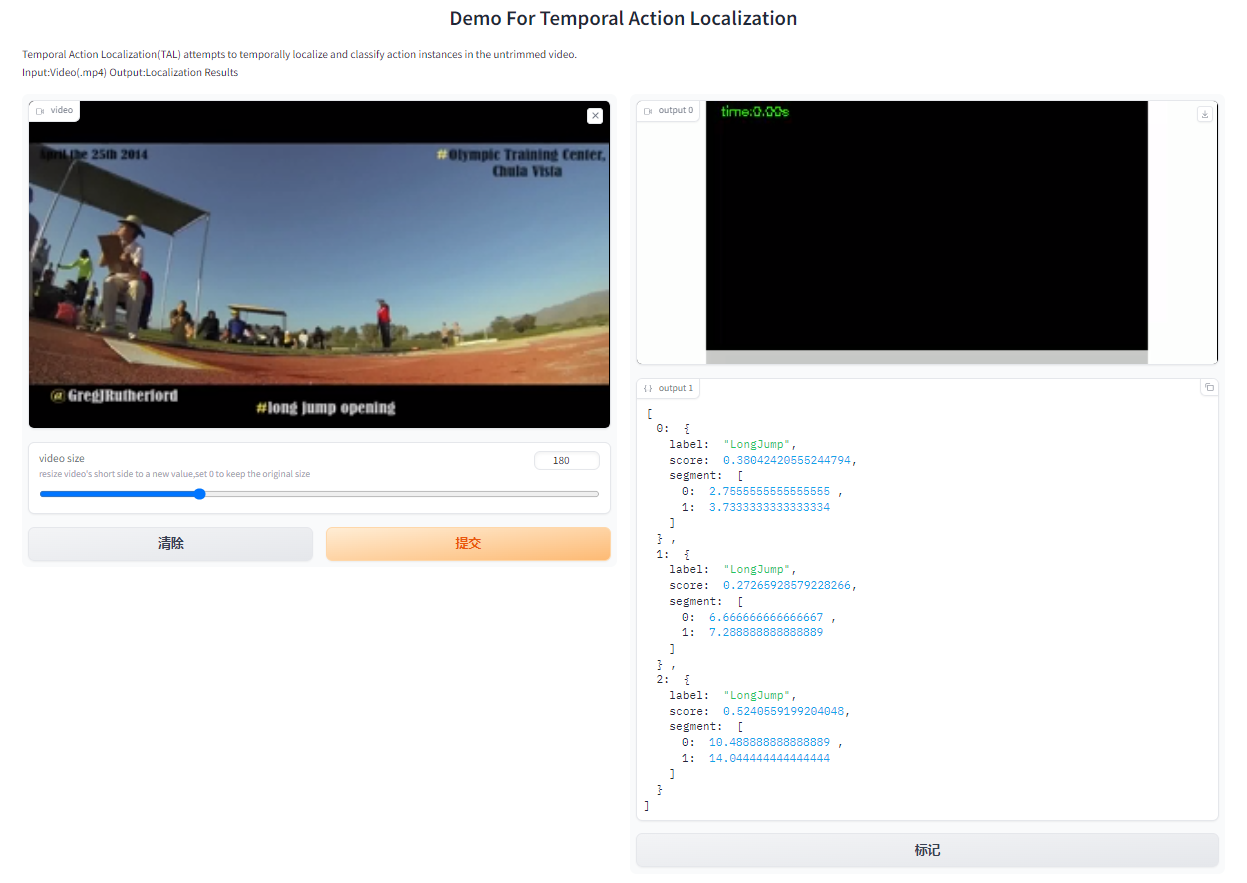 Demo For Temporal Action Localization
Temporal Action Localization(TAL) attempts to temporally localize and classify action instances in the untrimmed video.
Input:Video(.mp4) Output:Localization Results
video
April the 25th 2014
#Olympic Training Center,
Chula Vista
@GregJRutherford
#long jump opening
video size
180
resize video's short side to a new value,set 0 to keep the original size
清除
提交
output 0
time:0.00s
output 1
[
0: {
label: "LongJump",
score: 0.38042420555244794,
segment: [
0: 2.7555555555555555 ,
1: 3.7333333333333334
]
} ,
1: {
label: "LongJump",
score: 0.27265928579228266,
segment: [
0: 6.666666666666667 ,
1: 7.288888888888889
]
} ,
2: {
label: "LongJump",
score: 0.5240559199204048,
segment: [
0: 10.488888888888889 ,
1: 14.044444444444444
]
}
]
标记